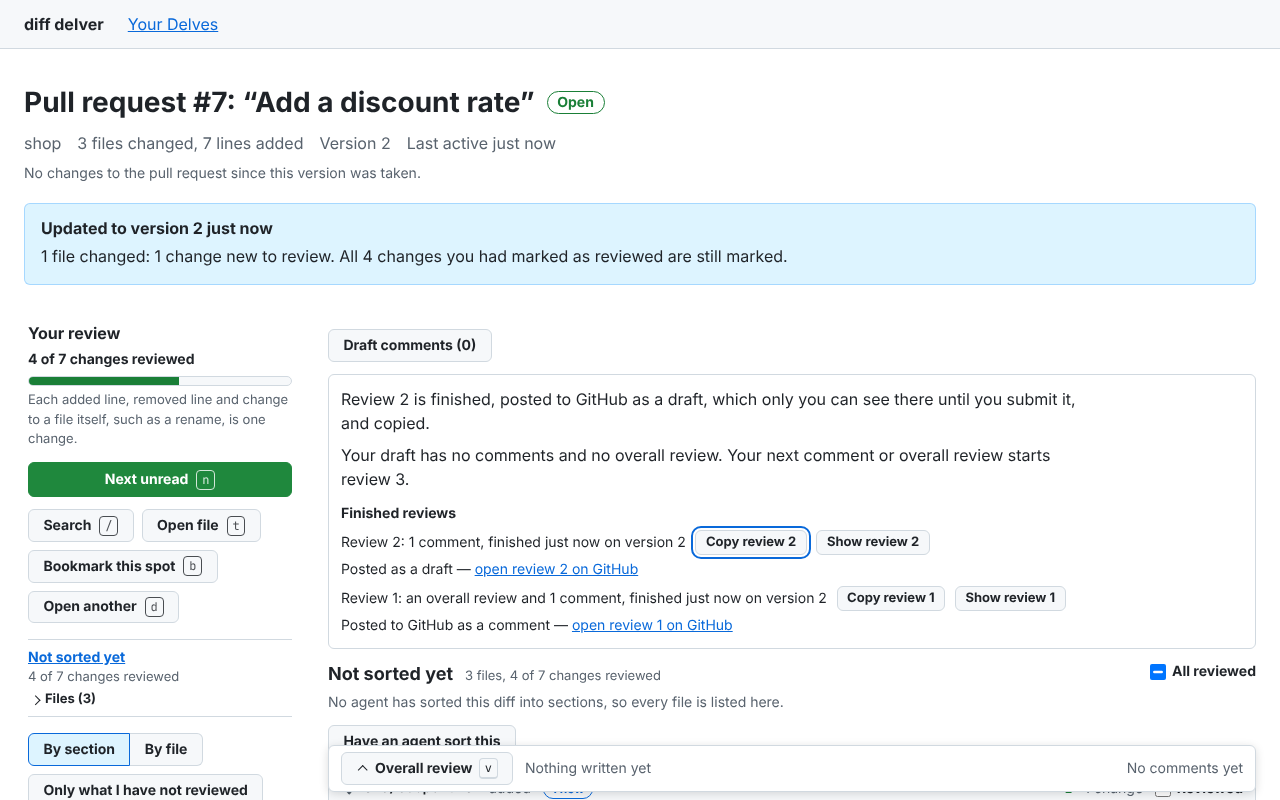 diff delver Your Delves
Pull request #7: “Add a discount rate” Open
shop 3 files changed, 7 lines added Version 2 Last active just now
No changes to the pull request since this version was taken.
Updated to version 2 just now
1 file changed: 1 change new to review. All 4 changes you had marked as reviewed are still marked.
Your review
4 of 7 changes reviewed
Each added line, removed line and change
to a file itself, such as a rename, is one
change.
Next unread n
Search / Open file t
Bookmark this spot b
Open another d
Not sorted yet
4 of 7 changes reviewed
Files (3)
By section By file
Only what I have not reviewed
Draft comments (0)
Review 2 is finished, posted to GitHub as a draft, which only you can see there until you submit it,
and copied.
Your draft has no comments and no overall review. Your next comment or overall review starts
review 3.
Finished reviews
Review 2: 1 comment, finished just now on version 2 Copy review 2 Show review 2
Posted as a draft — open review 2 on GitHub
Review 1: an overall review and 1 comment, finished just now on version 2 Copy review 1 Show review 1
Posted to GitHub as a comment — open review 1 on GitHub
Not sorted yet 3 files, 4 of 7 changes reviewed All reviewed
No agent has sorted this diff into sections, so every file is listed here.
Have an agent sort this
Overall review v Nothing written yet No comments yet